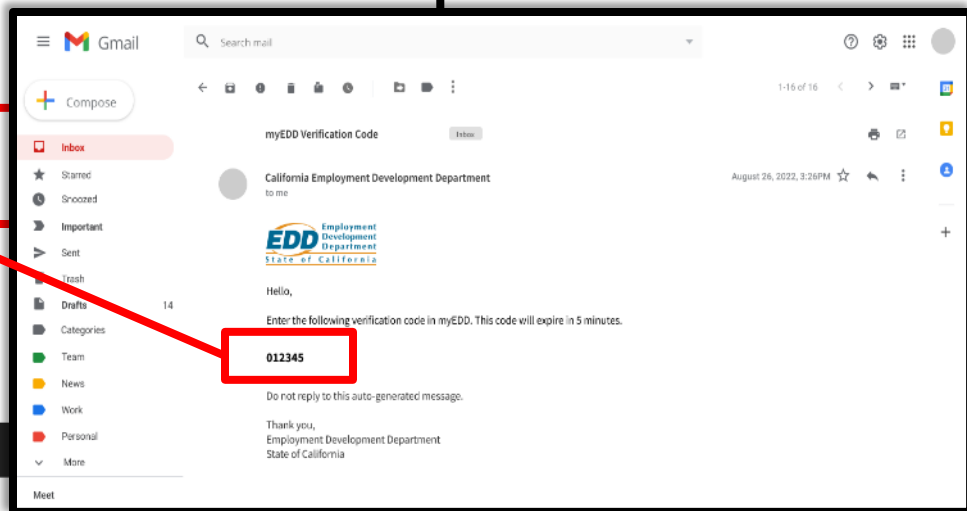 Gmail
Search mail
Compose
1-16 of 16
Inbox
Starred
Snoozed
Important
Sent
Trash
Drafts 14
Categories
Team
News
Work
Personal
More
Meet
myEDD Verification Code Inbox
California Employment Development Department August 26, 2022, 3:26PM
to me
EDD Employment
Development
Department
State of California
Hello,
Enter the following verification code in myEDD. This code will expire in 5 minutes.
012345
Do not reply to this auto-generated message.
Thank you,
Employment Development Department
State of California